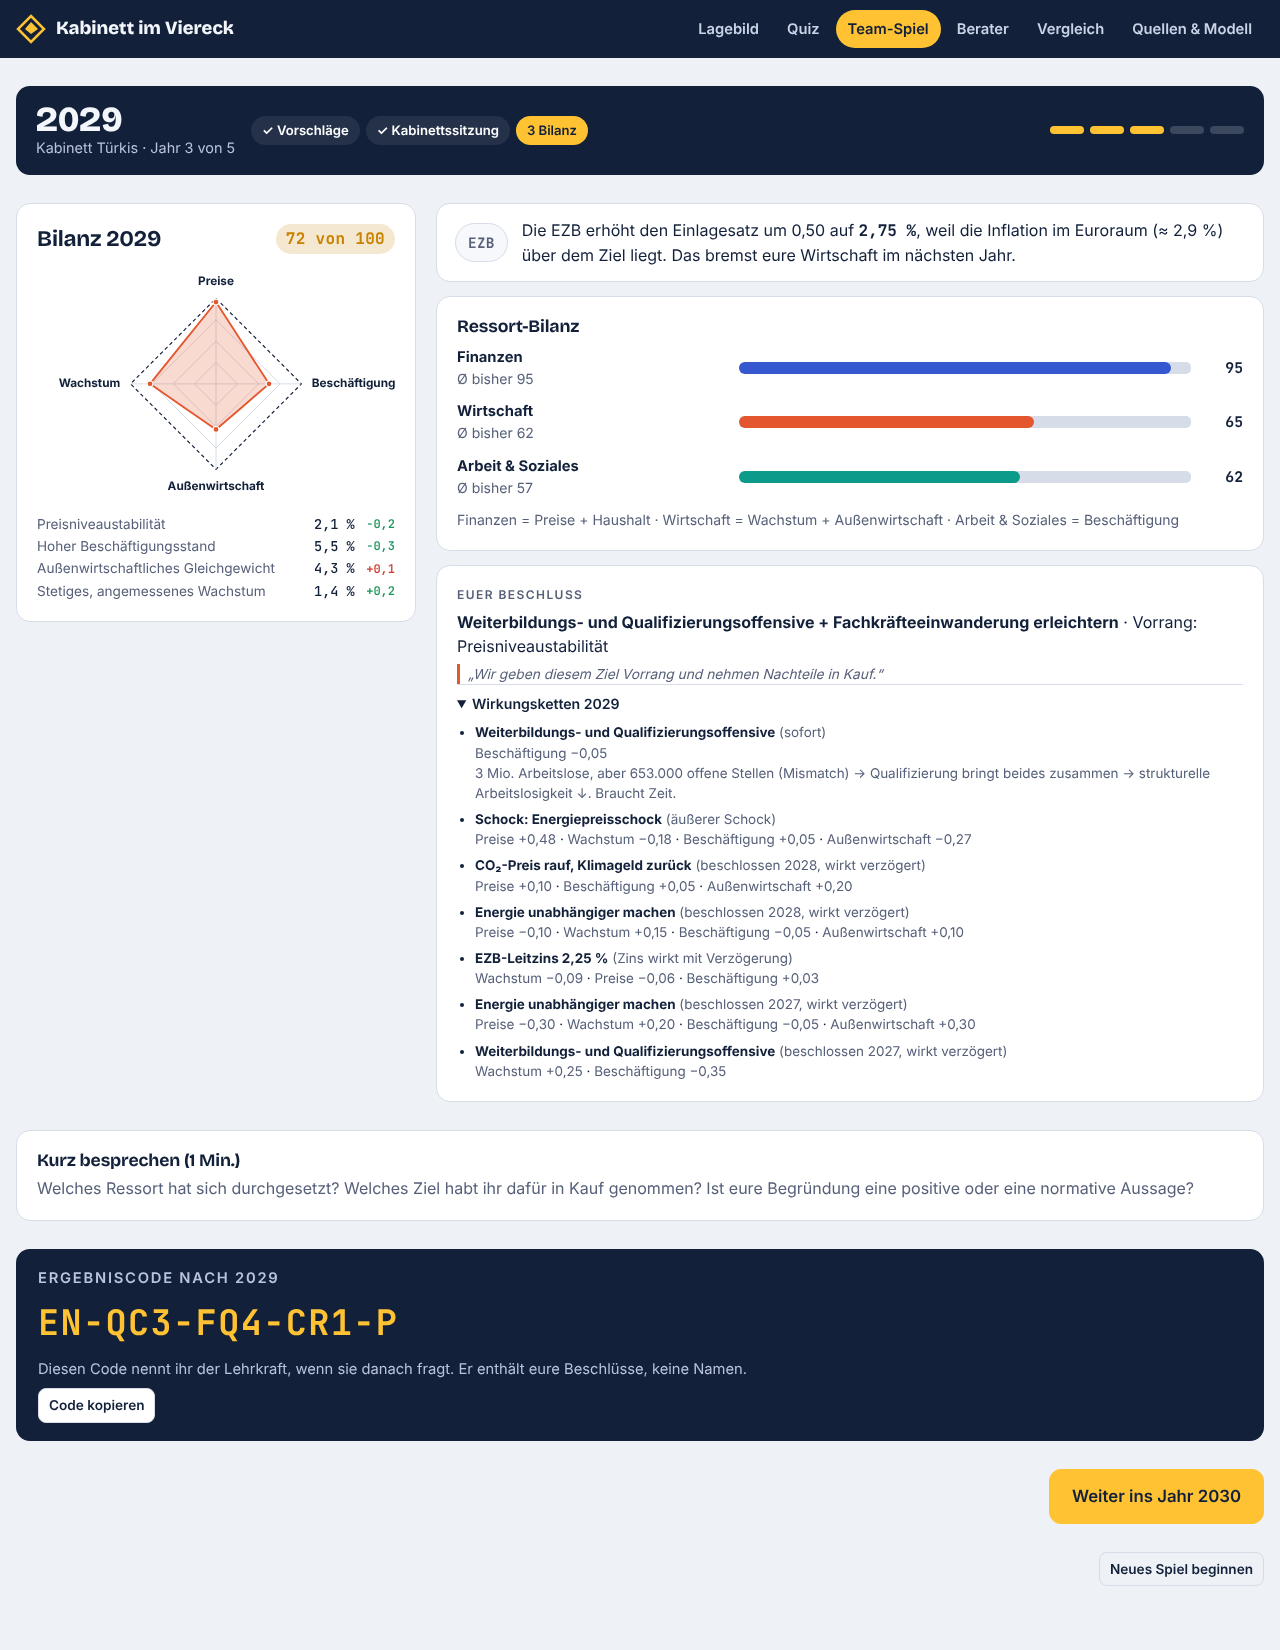 Kabinett im Viereck
Lagebild
Quiz
Team-Spiel
Berater
Vergleich
Quellen & Modell
2029
Kabinett Türkis · Jahr 3 von 5
✓ Vorschläge
✓ Kabinettssitzung
3 Bilanz
Bilanz 2029
72 von 100
Preise
Wachstum
Beschäftigung
Außenwirtschaft
Preisniveaustabilität 2,1 % -0,2
Hoher Beschäftigungsstand 5,5 % -0,3
Außenwirtschaftliches Gleichgewicht 4,3 % +0,1
Stetiges, angemessenes Wachstum 1,4 % +0,2
EZB
Die EZB erhöht den Einlagesatz um 0,50 auf 2,75 %, weil die Inflation im Euroraum (≈ 2,9 %)
über dem Ziel liegt. Das bremst eure Wirtschaft im nächsten Jahr.
Ressort-Bilanz
Finanzen
Ø bisher 95
95
Wirtschaft
Ø bisher 62
65
Arbeit & Soziales
Ø bisher 57
62
Finanzen = Preise + Haushalt · Wirtschaft = Wachstum + Außenwirtschaft · Arbeit & Soziales = Beschäftigung
EUER BESCHLUSS
Weiterbildungs- und Qualifizierungsoffensive + Fachkräfteeinwanderung erleichtern · Vorrang:
Preisniveaustabilität
„Wir geben diesem Ziel Vorrang und nehmen Nachteile in Kauf.“
▼ Wirkungsketten 2029
• Weiterbildungs- und Qualifizierungsoffensive (sofort)
Beschäftigung −0,05
3 Mio. Arbeitslose, aber 653.000 offene Stellen (Mismatch) → Qualifizierung bringt beides zusammen → strukturelle
Arbeitslosigkeit ↓. Braucht Zeit.
• Schock: Energiepreisschock (äußerer Schock)
Preise +0,48 · Wachstum −0,18 · Beschäftigung +0,05 · Außenwirtschaft −0,27
• CO₂-Preis rauf, Klimageld zurück (beschlossen 2028, wirkt verzögert)
Preise +0,10 · Beschäftigung +0,05 · Außenwirtschaft +0,20
• Energie unabhängiger machen (beschlossen 2028, wirkt verzögert)
Preise −0,10 · Wachstum +0,15 · Beschäftigung −0,05 · Außenwirtschaft +0,10
• EZB-Leitzins 2,25 % (Zins wirkt mit Verzögerung)
Wachstum −0,09 · Preise −0,06 · Beschäftigung +0,03
• Energie unabhängiger machen (beschlossen 2027, wirkt verzögert)
Preise −0,30 · Wachstum +0,20 · Beschäftigung −0,05 · Außenwirtschaft +0,30
• Weiterbildungs- und Qualifizierungsoffensive (beschlossen 2027, wirkt verzögert)
Wachstum +0,25 · Beschäftigung −0,35
Kurz besprechen (1 Min.)
Welches Ressort hat sich durchgesetzt? Welches Ziel habt ihr dafür in Kauf genommen? Ist eure Begründung eine positive oder eine normative Aussage?
ERGEBNISCODE NACH 2029
EN-QC3-FQ4-CR1-P
Diesen Code nennt ihr der Lehrkraft, wenn sie danach fragt. Er enthält eure Beschlüsse, keine Namen.
Code kopieren
Weiter ins Jahr 2030
Neues Spiel beginnen